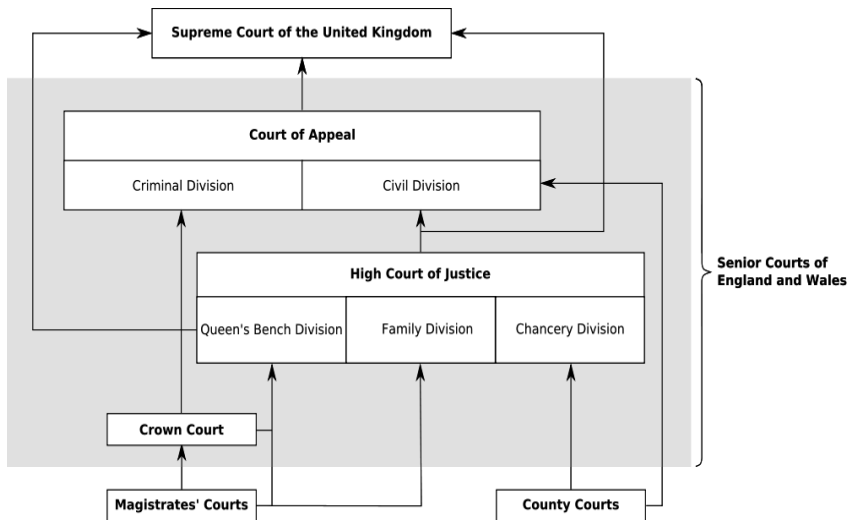 Supreme Court of the United Kingdom
Court of Appeal
Criminal Division
Civil Division
Senior Courts of
England and Wales
High Court of Justice
Queen's Bench Division
Family Division
Chancery Division
Crown Court
Magistrates' Courts
County Courts